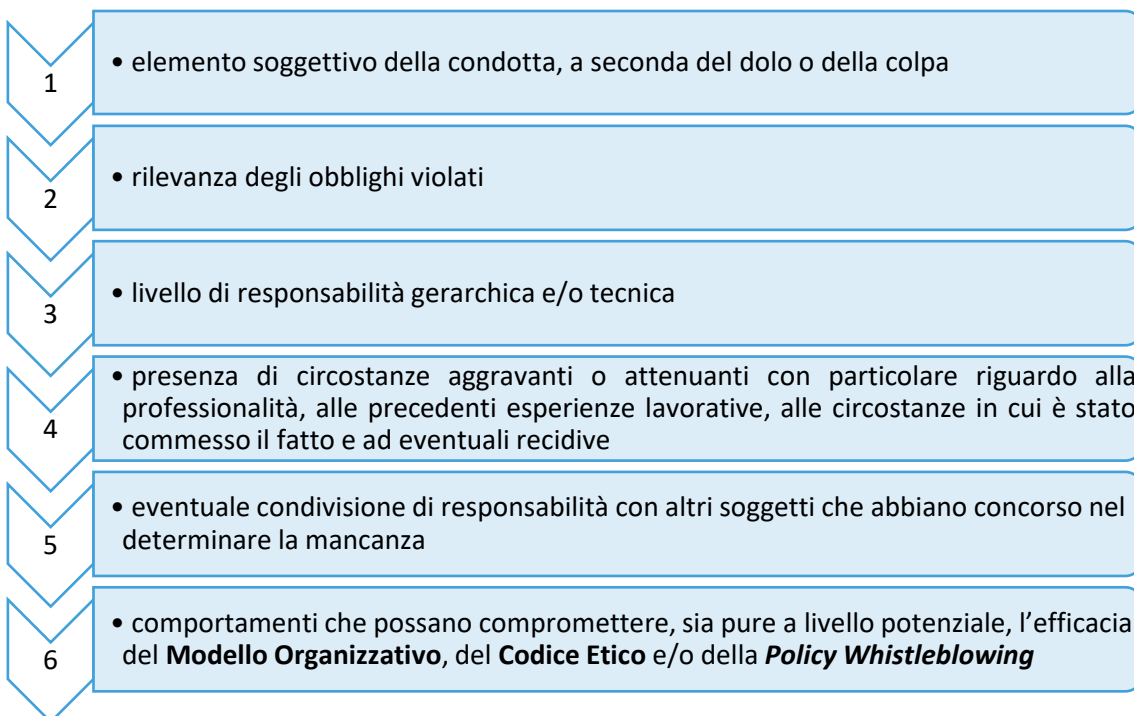 1
• elemento soggettivo della condotta, a seconda del dolo o della colpa
2
• rilevanza degli obblighi violati
3
• livello di responsabilità gerarchica e/o tecnica
4
• presenza di circostanze aggravanti o attenuanti con particolare riguardo alla
professionalità, alle precedenti esperienze lavorative, alle circostanze in cui è stato
commesso il fatto e ad eventuali recidive
5
• eventuale condivisione di responsabilità con altri soggetti che abbiano concorso nel
determinare la mancanza
6
• comportamenti che possano compromettere, sia pure a livello potenziale, l’efficacia
del Modello Organizzativo, del Codice Etico e/o della Policy Whistleblowing